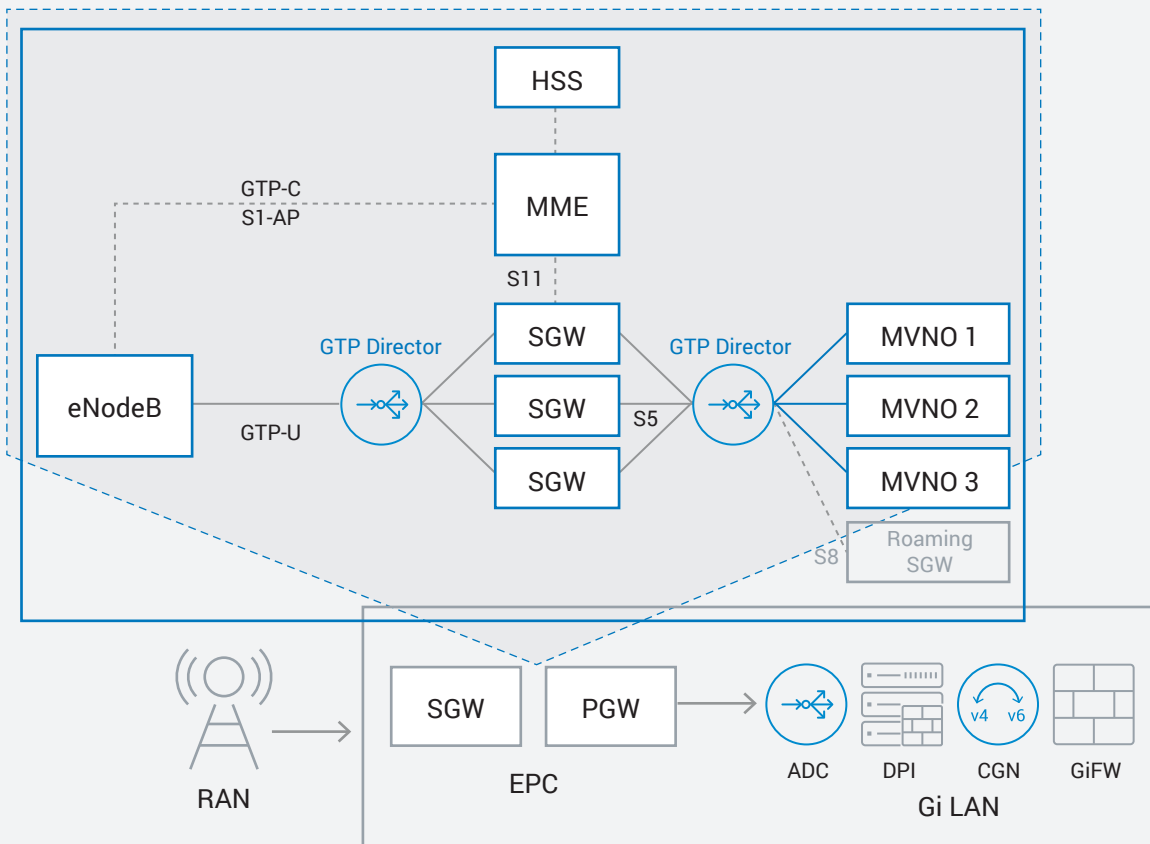 HSS
GTP-C
S1-AP
MME
S11
GTP Director
SGW
GTP Director
MVNO 1
eNodeB
SGW
MVNO 2
GTP-U
S5
SGW
MVNO 3
S8
Roaming
SGW
SGW
PGW
v4 v6
RAN
EPC
ADC
DPI
CGN
GiFW
Gi LAN